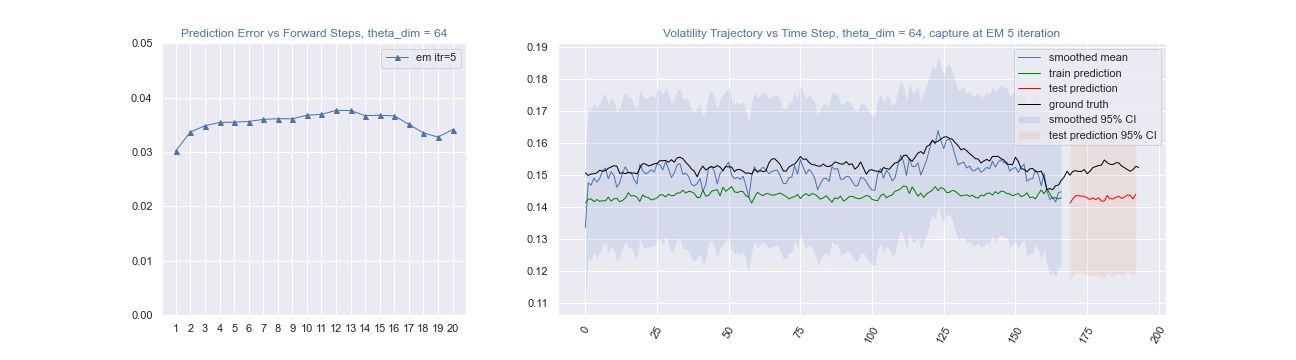 Prediction Error vs Forward Steps, theta_dim = 64
0.05
em itr=5
0.04
0.03
0.02
0.01
0.00
1 2 3 4 5 6 7 8 9 10 11 12 13 14 15 16 17 18 19 20
Volatility Trajectory vs Time Step, theta_dim = 64, capture at EM 5 iteration
0.19
smoothed mean
train prediction
test prediction
ground truth
smoothed 95% CI
test prediction 95% CI
0.18
0.17
0.16
0.15
0.14
0.13
0.12
0.11
0 25 50 75 100 125 150 175 200